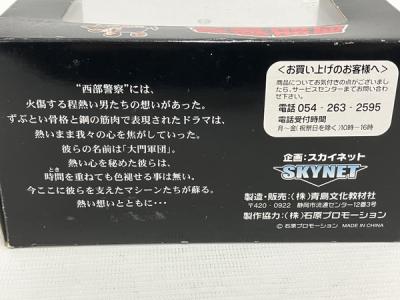 “西部警察”には、
火傷する程熱い男たちの想いがあった。
ずぶとい骨格と鋼の筋肉で表現されたドラマは、
熱いまま我々の心を焦がしていった。
彼らの名前は「大門軍団」。
熱い心を秘めた彼らは、
とき
時間を重ねても色褪せる事は無い。
今ここに彼らを支えたマシーンたちが蘇る。
熱い想いとともに・・・
＜お買い上げのお客様へ＞
商品についてお気付きの点がございまし
たら、サービスセンターまでお問い合わ
せ下さい。
電話 054-263-2595
電話受付時間
月〜金(祝祭日を除く)10時〜16時
企画：スカイネット
SKYNET
製造・販売：(株)青島文化教材社
〒420-0922 静岡市流通センター12番3号
製作協力：(株)石原プロモーション
© 石原プロモーション MADE IN CHINA